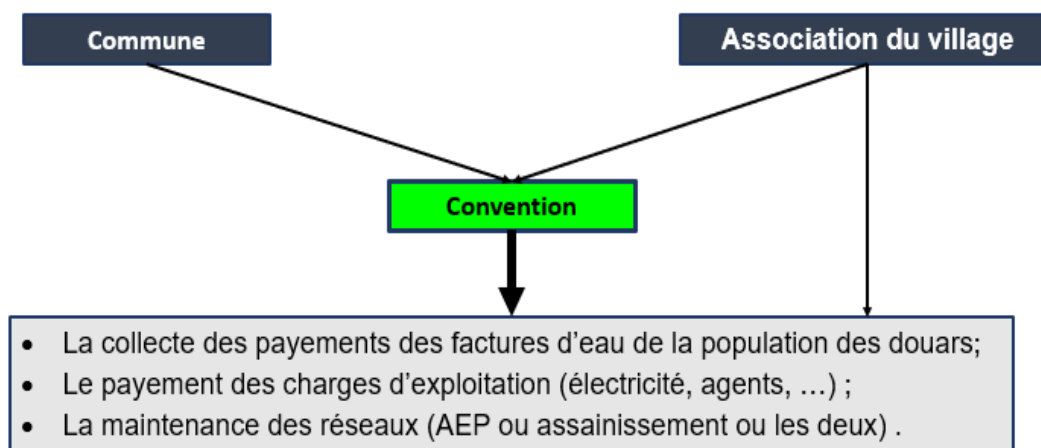 Commune
Association du village
Convention
• La collecte des payements des factures d’eau de la population des douars;
• Le payement des charges d’exploitation (électricité, agents, …) ;
• La maintenance des réseaux (AEP ou assainissement ou les deux) .